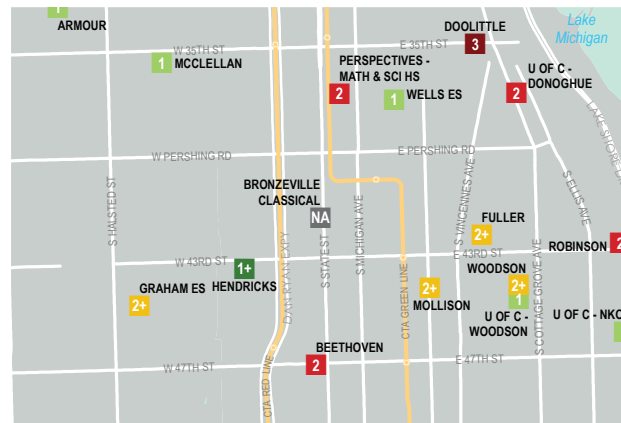 1
ARMOUR
DOOLITTLE
Lake
Michigan
W 35TH ST
E 35TH ST
3
1
MCCLELLAN
PERSPECTIVES -
MATH & SCI HS
2
1
WELLS ES
U OF C -
DONOGHUE
2
LAKE SHORE
W PERSHING RD
E PERSHING RD
S HALSTED ST
BRONZEVILLE
CLASSICAL
NA
S MICHIGAN AVE
S VINCENNES AVE
S ELLIS AVE
FULLER
2+
ROBINSON
2
W 43RD ST
E 43RD ST
1+
HENDRICKS
DAN RYAN EXPY
S STATE ST
GRAHAM ES
2+
2+
MOLLISON
WOODSON
2+
1
U OF C -
WOODSON
S COTTAGE GROVE AVE
U OF C - NKO
CTA GREEN LINE
BEETHOVEN
2
W 47TH ST
E 47TH ST
CTA RED LINE